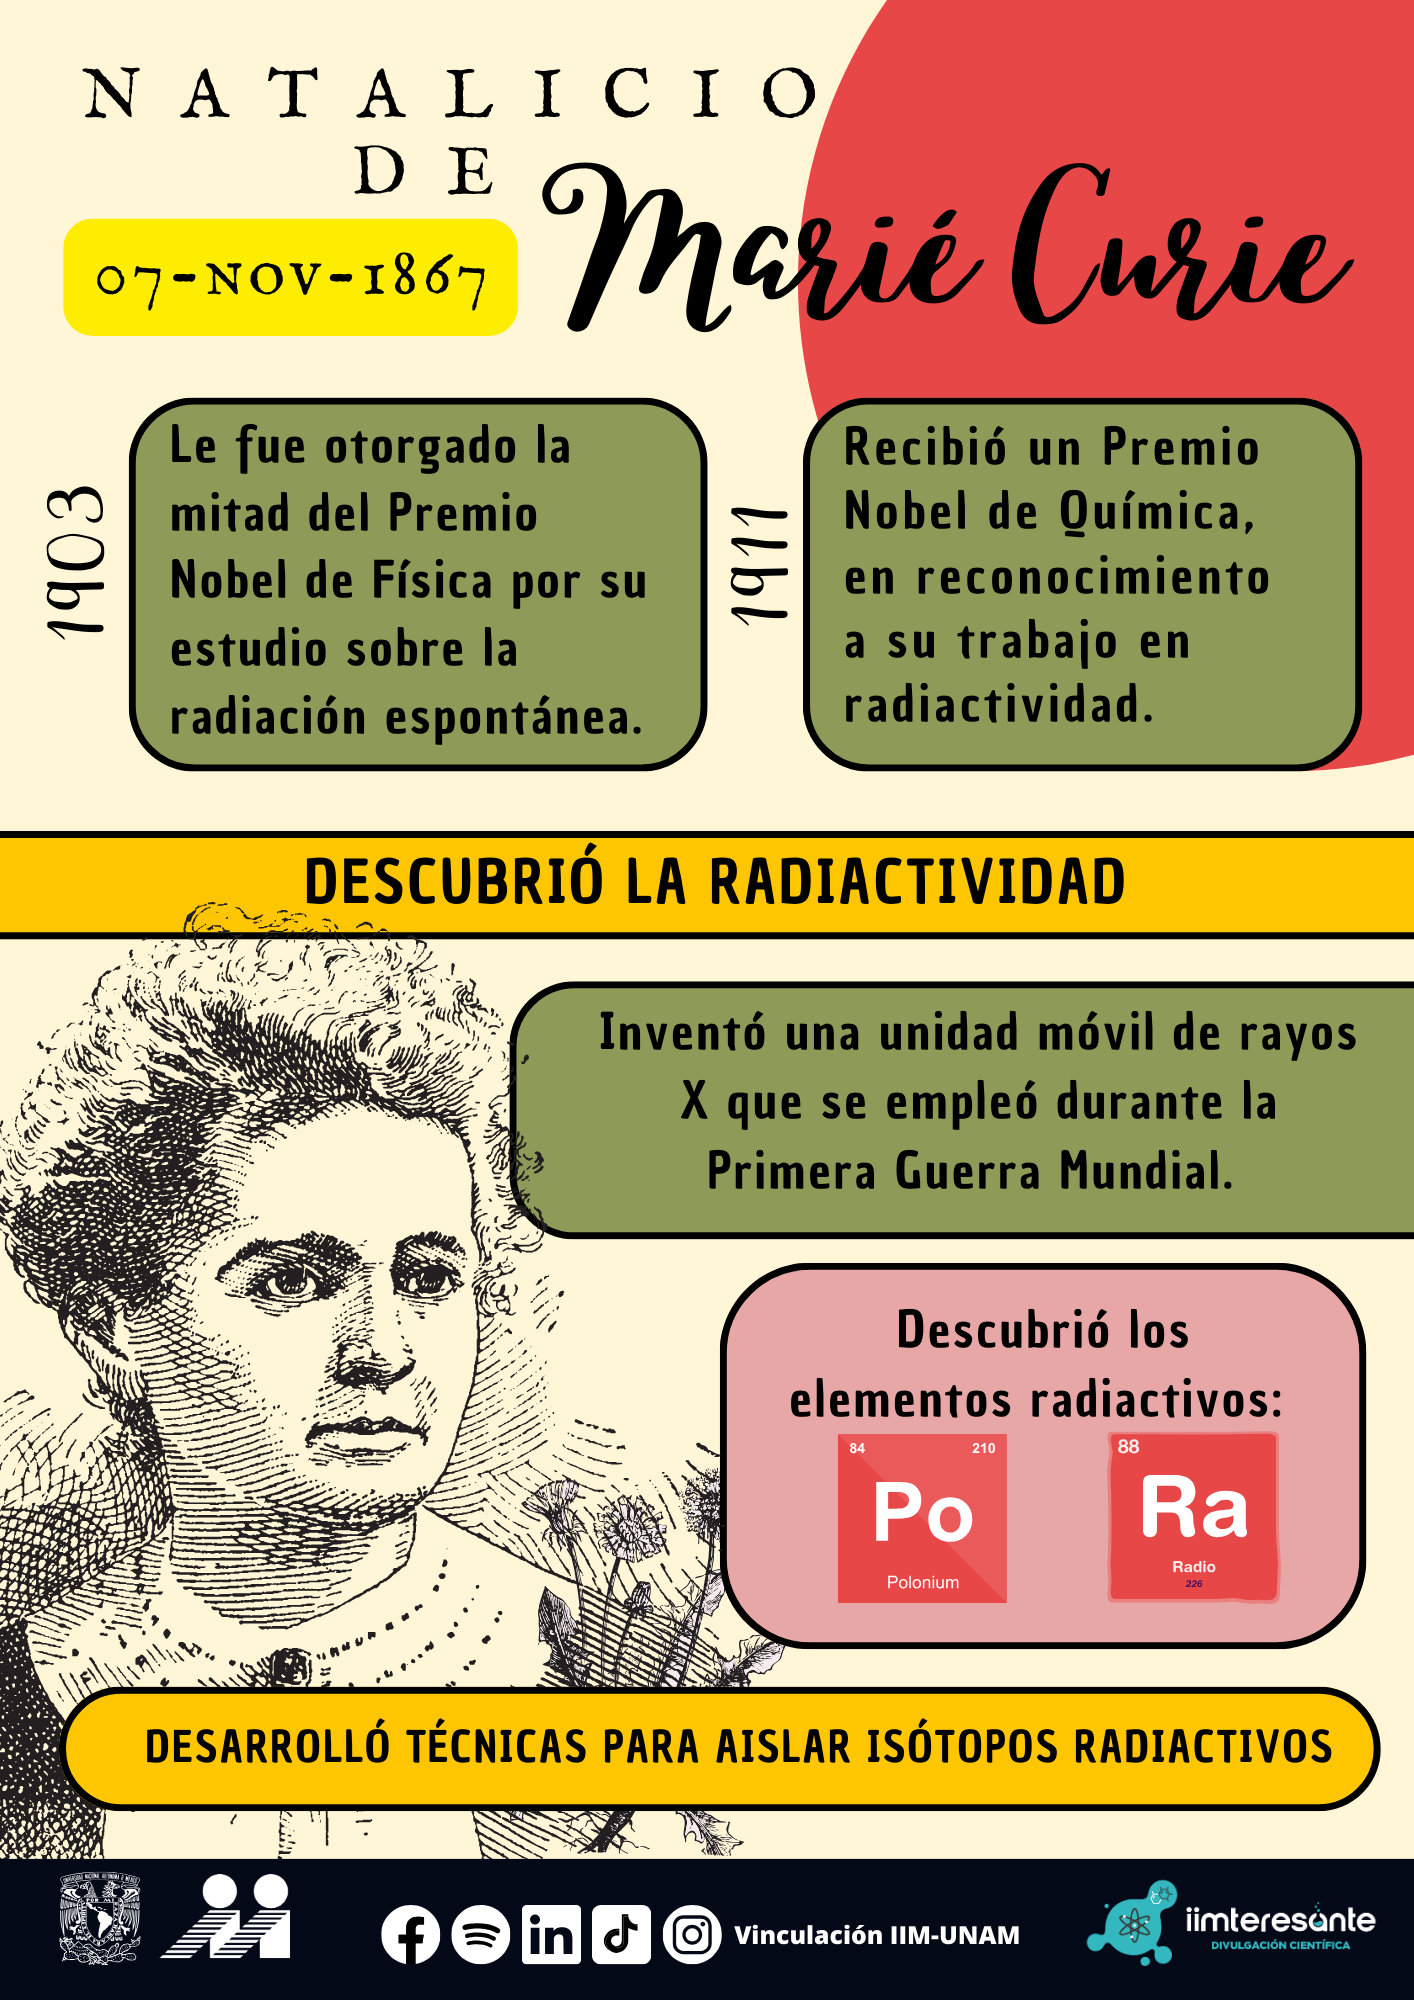 NATALICIO
DE
Marié Curie
07-NOV-1867
1903
Le fue otorgado la
mitad del Premio
Nobel de Física por su
estudio sobre la
radiación espontánea.
1911
Recibió un Premio
Nobel de Química,
en reconocimiento
a su trabajo en
radiactividad.
DESCUBRIÓ LA RADIACTIVIDAD
Inventó una unidad móvil de rayos
X que se empleó durante la
Primera Guerra Mundial.
Descubrió los
elementos radiactivos:
84 210
Po
Polonium
88
Ra
Radio
226
DESARROLLÓ TÉCNICAS PARA AISLAR ISÓTOPOS RADIACTIVOS
Vinculación IIM-UNAM
iimteresante
DIVULGACIÓN CIENTÍFICA